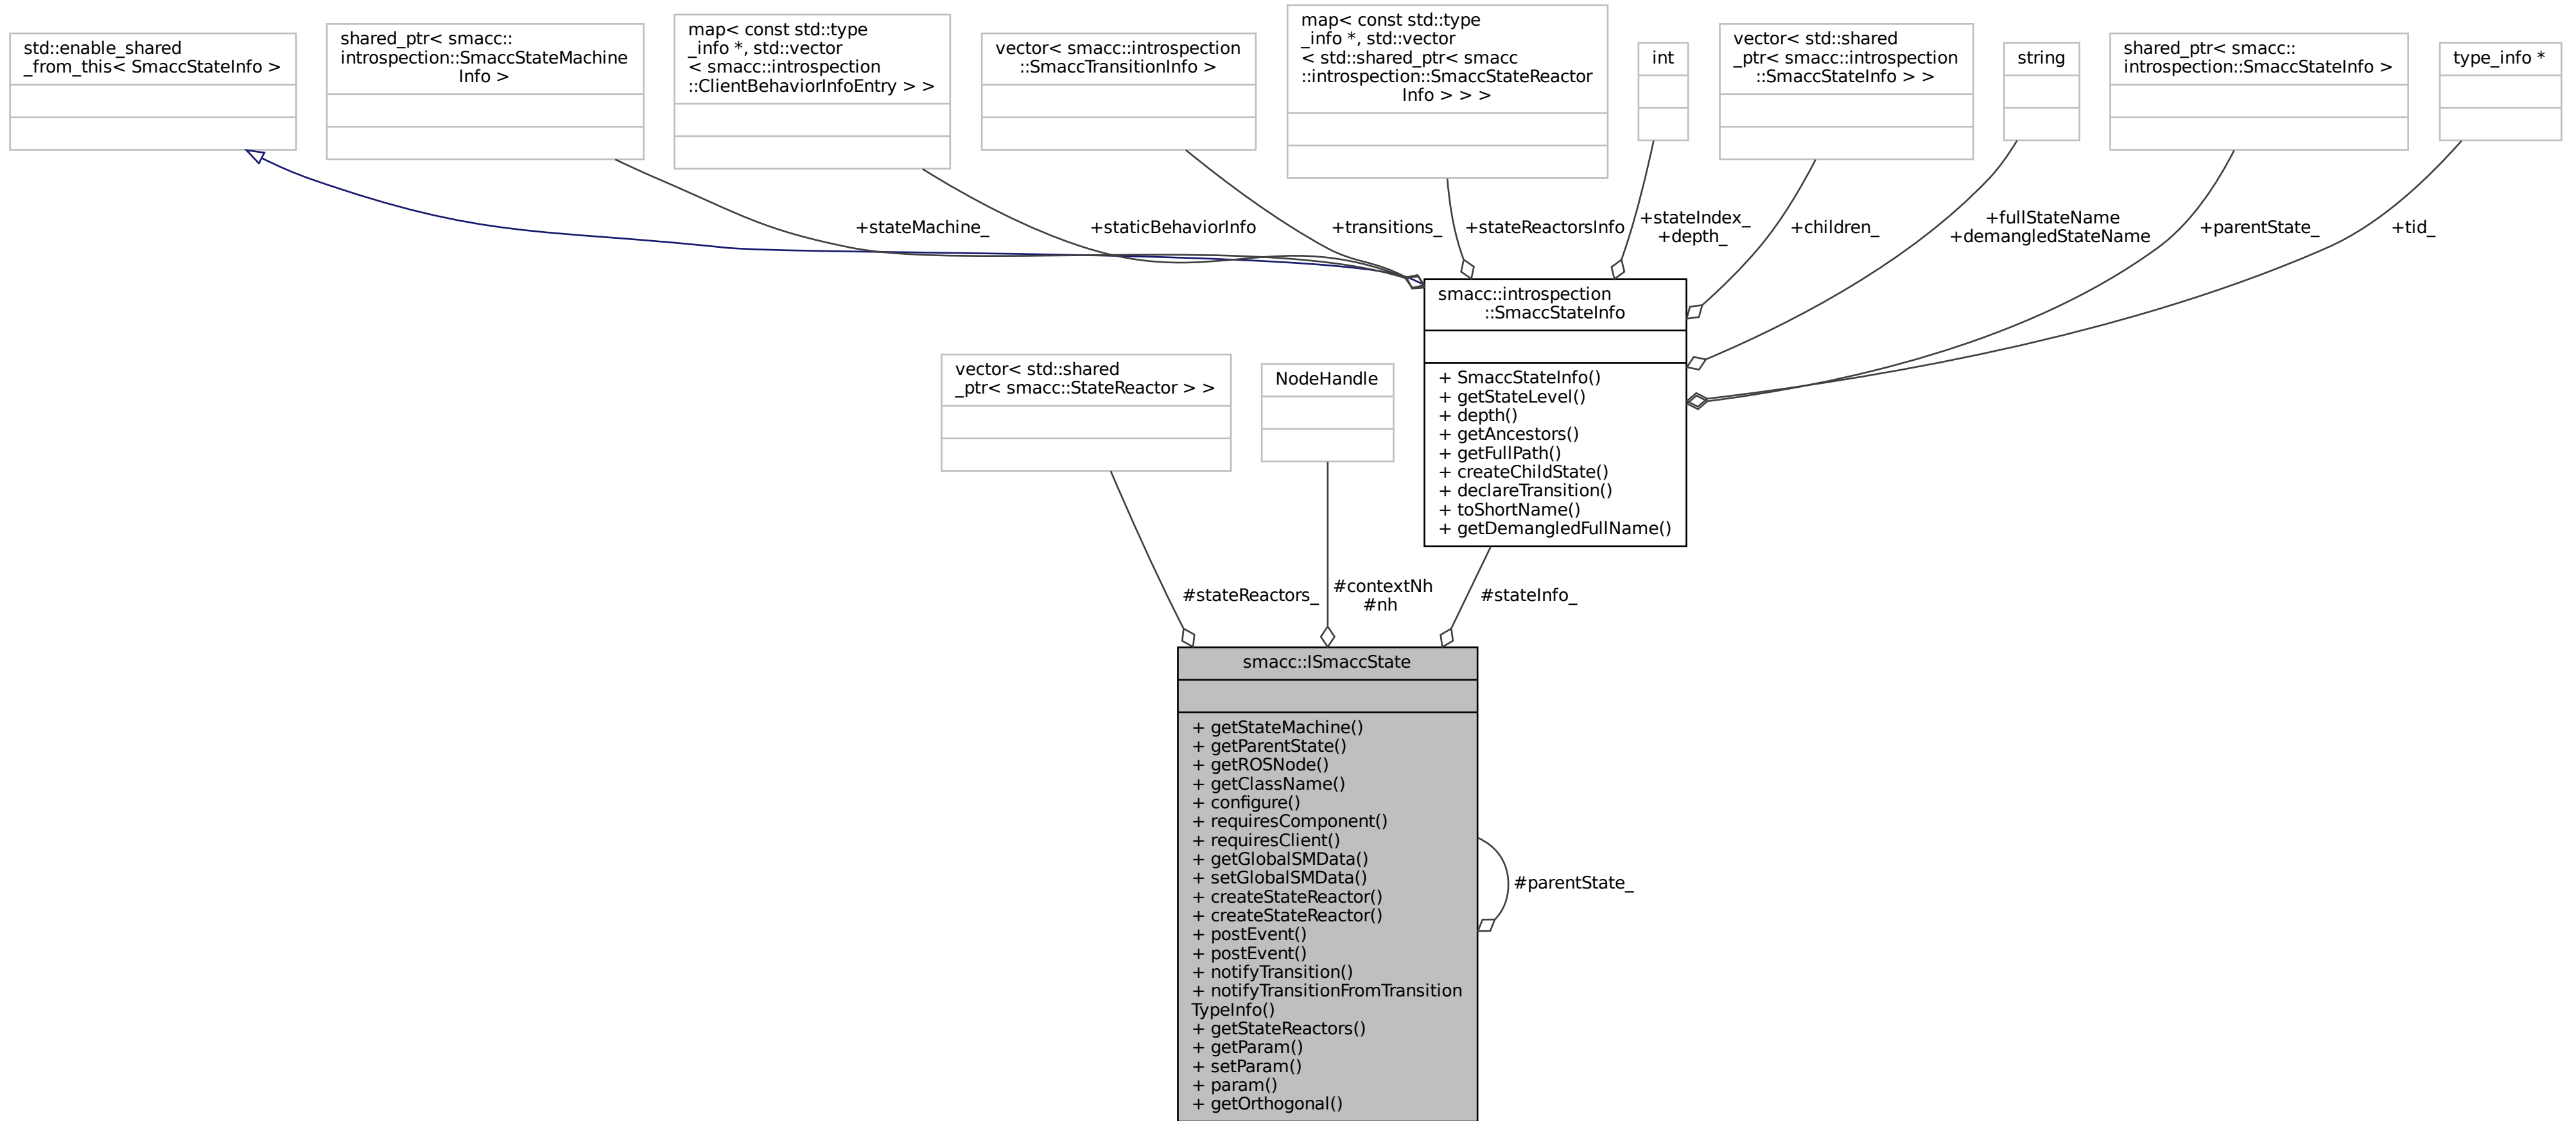 std::enable_shared
_from_this< SmaccStateInfo >
shared_ptr< smacc::
introspection::SmaccStateMachine
Info >
map< const std::type
_info *, std::vector
< smacc::introspection
::ClientBehaviorInfoEntry > >
vector< smacc::introspection
::SmaccTransitionInfo >
map< const std::type
_info *, std::vector
< std::shared_ptr< smacc
::introspection::SmaccStateReactor
Info > > >
int
vector< std::shared
_ptr< smacc::introspection
::SmaccStateInfo > >
string
shared_ptr< smacc::
introspection::SmaccStateInfo >
type_info *
+stateMachine_
+staticBehaviorInfo
+transitions_
+stateReactorsInfo
+stateIndex_
+depth_
+children_
+fullStateName
+demangledStateName
+parentState_
+tid_
smacc::introspection
::SmaccStateInfo
+ SmaccStateInfo()
+ getStateLevel()
+ depth()
+ getAncestors()
+ getFullPath()
+ createChildState()
+ declareTransition()
+ toShortName()
+ getDemangledFullName()
vector< std::shared
_ptr< smacc::StateReactor > >
NodeHandle
#stateReactors_
#contextNh
#nh
#stateInfo_
smacc::ISmaccState
+ getStateMachine()
+ getParentState()
+ getROSNode()
+ getClassName()
+ configure()
+ requiresComponent()
+ requiresClient()
+ getGlobalSMData()
+ setGlobalSMData()
+ createStateReactor()
+ createStateReactor()
+ postEvent()
+ postEvent()
+ notifyTransition()
+ notifyTransitionFromTransition
TypeInfo()
+ getStateReactors()
+ getParam()
+ setParam()
+ param()
+ getOrthogonal()
#parentState_